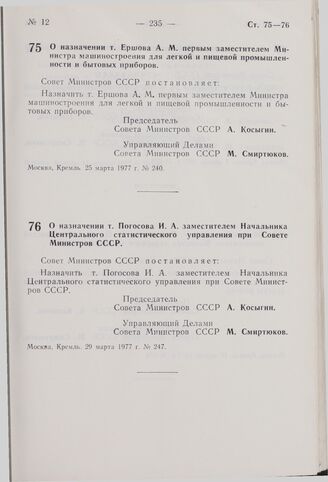 № 12 — 235 — Ст. 75—76
75 О назначении т. Ершова А. М. первым заместителем Ми-
нистра машиностроения для легкой и пищевой промышлен-
ности и бытовых приборов.
Совет Министров СССР постановляет:
Назначить т. Ершова А. М. первым заместителем Министра
машиностроения для легкой и пищевой промышленности и бы-
товых приборов.
Председатель
Совета Министров СССР А. Косыгин.
Управляющий Делами
Совета Министров СССР М. Смиртюков.
Москва, Кремль. 25 марта 1977 г. № 240.
76 О назначении т. Погосова И. А. заместителем Начальника
Центрального статистического управления при Совете
Министров СССР.
Совет Министров СССР постановляет:
Назначить т. Погосова И. А. заместителем Начальника
Центрального статистического управления при Совете Минист-
ров СССР.
Председатель
Совета Министров СССР А. Косыгин.
Управляющий Делами
Совета Министров СССР М. Смиртюков.
Москва, Кремль. 29 марта 1977 г. № 247.